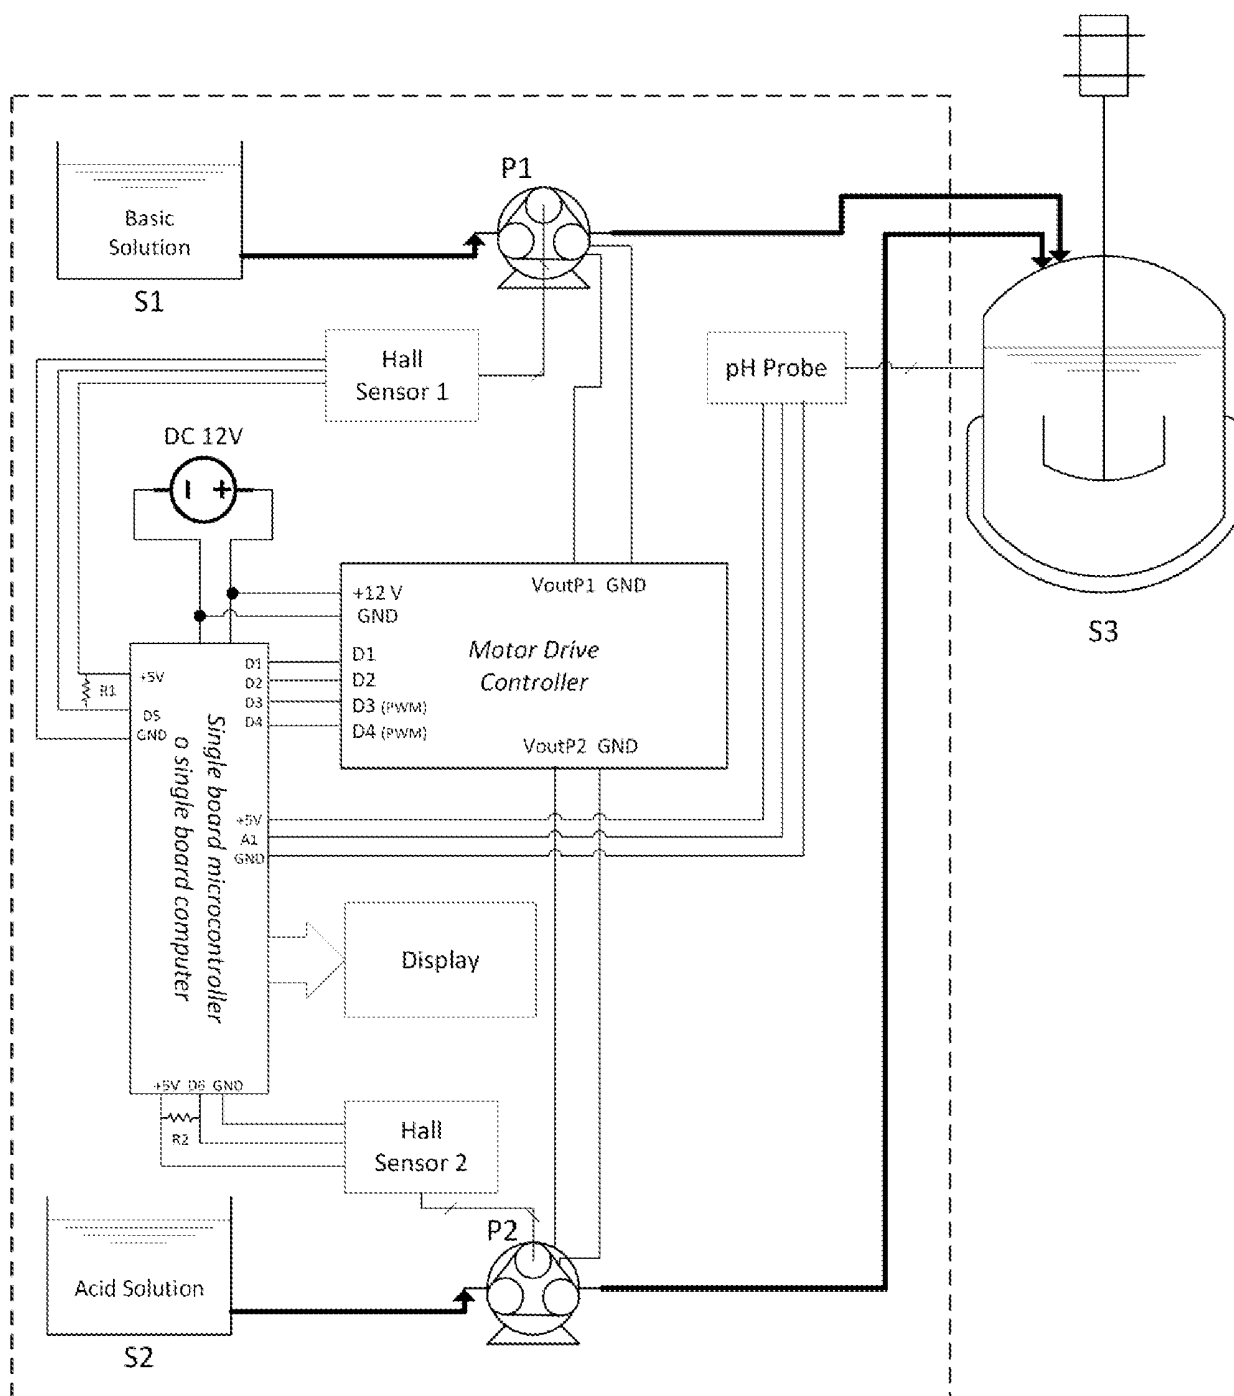 P1
Basic
Solution
S1
Hall
Sensor 1
pH Probe
DC 12V
VoutP1 GND
+12 V
GND
Motor Drive
Controller
S3
D1
D2
D3 (PWM)
D4 (PWM)
VoutP2 GND
+5V
R1
D5
GND
D1
D2
D3
D4
Single board microcontroller
o single board computer
+5V
A1
GND
Display
+5V D6 GND
R2
Hall
Sensor 2
P2
Acid Solution
S2